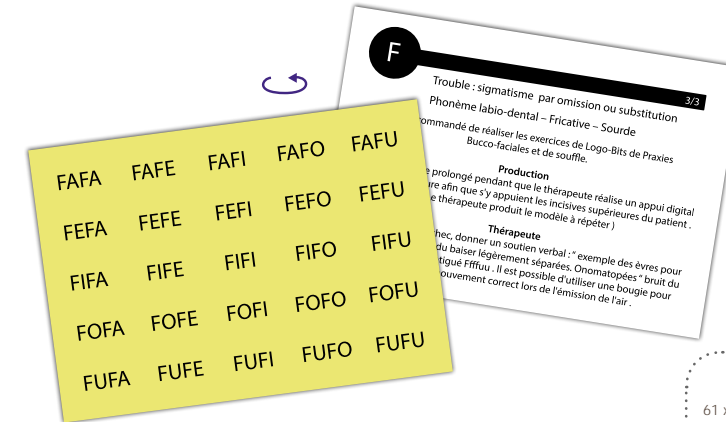 F
3/3
Trouble : sigmatisme par omission ou substitution
Phonème labio-dental – Fricative – Sourde
de réaliser les exercices de Logo-Bits de Praxies
Bucco-faciales et de souffle.
Production
prolongé pendant que le thérapeute réalise un appui digital
afin que s'y appuient les incisives supérieures du patient .
thérapeute produit le modèle à répéter )
Thérapeute
donner un soutien verbal : " exemple des èvres pour
du baiser légèrement séparées. Onomatopées " bruit du
Ffffuu . Il est possible d'utiliser une bougie pour
correct lors de l'émission de l'air .
FAFA FAFE FAFI FAFO FAFU
FEFA FEFE FEFI FEFO FEFU
FIFA FIFE FIFI FIFO FIFU
FOFA FOFE FOFI FOFO FOFU
FUFA FUFE FUFI FUFO FUFU
61 x